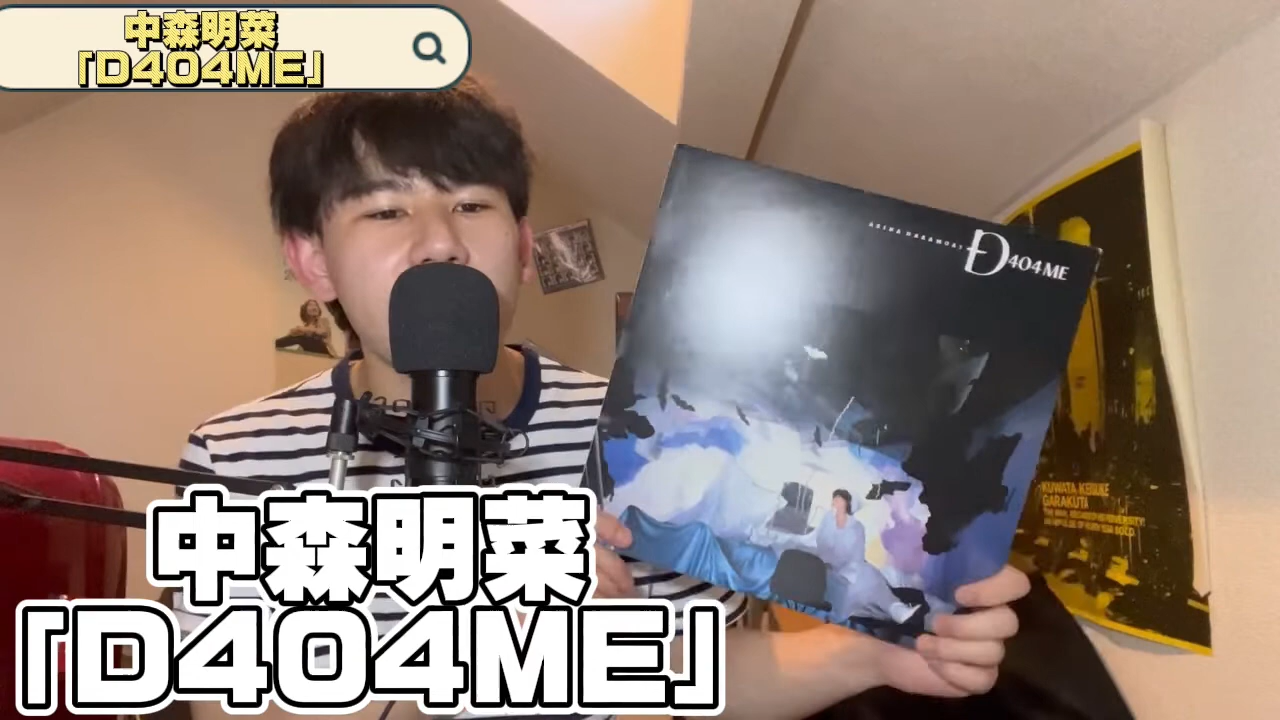 中森明菜
「D404ME」
AKINA NAKAMORI
D404ME
KUWATA KEISUKE
GARAKUTA
中森明菜
「D404ME」